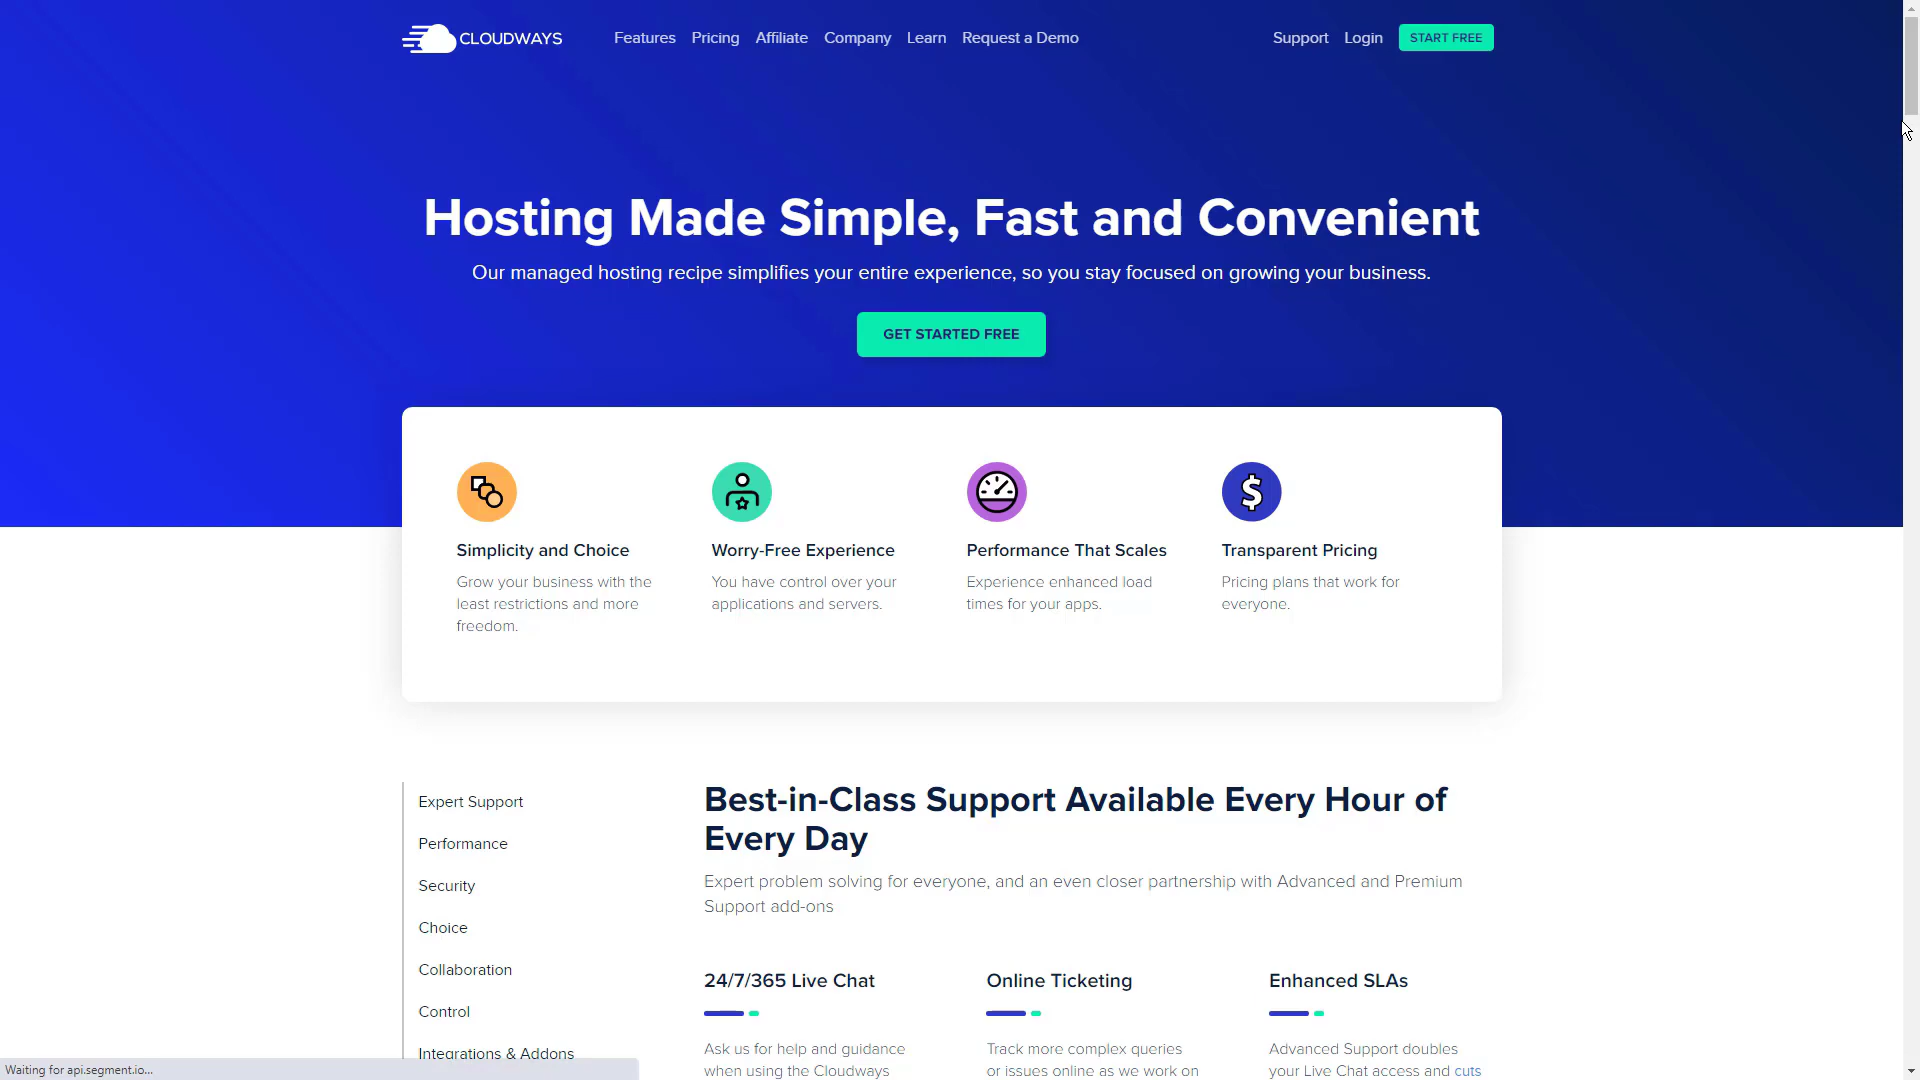 CLOUDWAYS
Features Pricing Affiliate Company Learn Request a Demo
Support Login START FREE
Hosting Made Simple, Fast and Convenient
Our managed hosting recipe simplifies your entire experience, so you stay focused on growing your business.
GET STARTED FREE
Simplicity and Choice
Grow your business with the
least restrictions and more
freedom.
Worry-Free Experience
You have control over your
applications and servers.
Performance That Scales
Experience enhanced load
times for your apps.
Transparent Pricing
Pricing plans that work for
everyone.
Expert Support
Performance
Security
Choice
Collaboration
Control
Integrations & Addons
Best-in-Class Support Available Every Hour of
Every Day
Expert problem solving for everyone, and an even closer partnership with Advanced and Premium
Support add-ons
24/7/365 Live Chat
Ask us for help and guidance
when using the Cloudways
Online Ticketing
Track more complex queries
or issues online as we work on
Enhanced SLAs
Advanced Support doubles
your Live Chat access and cuts
Waiting for api.segment.io...